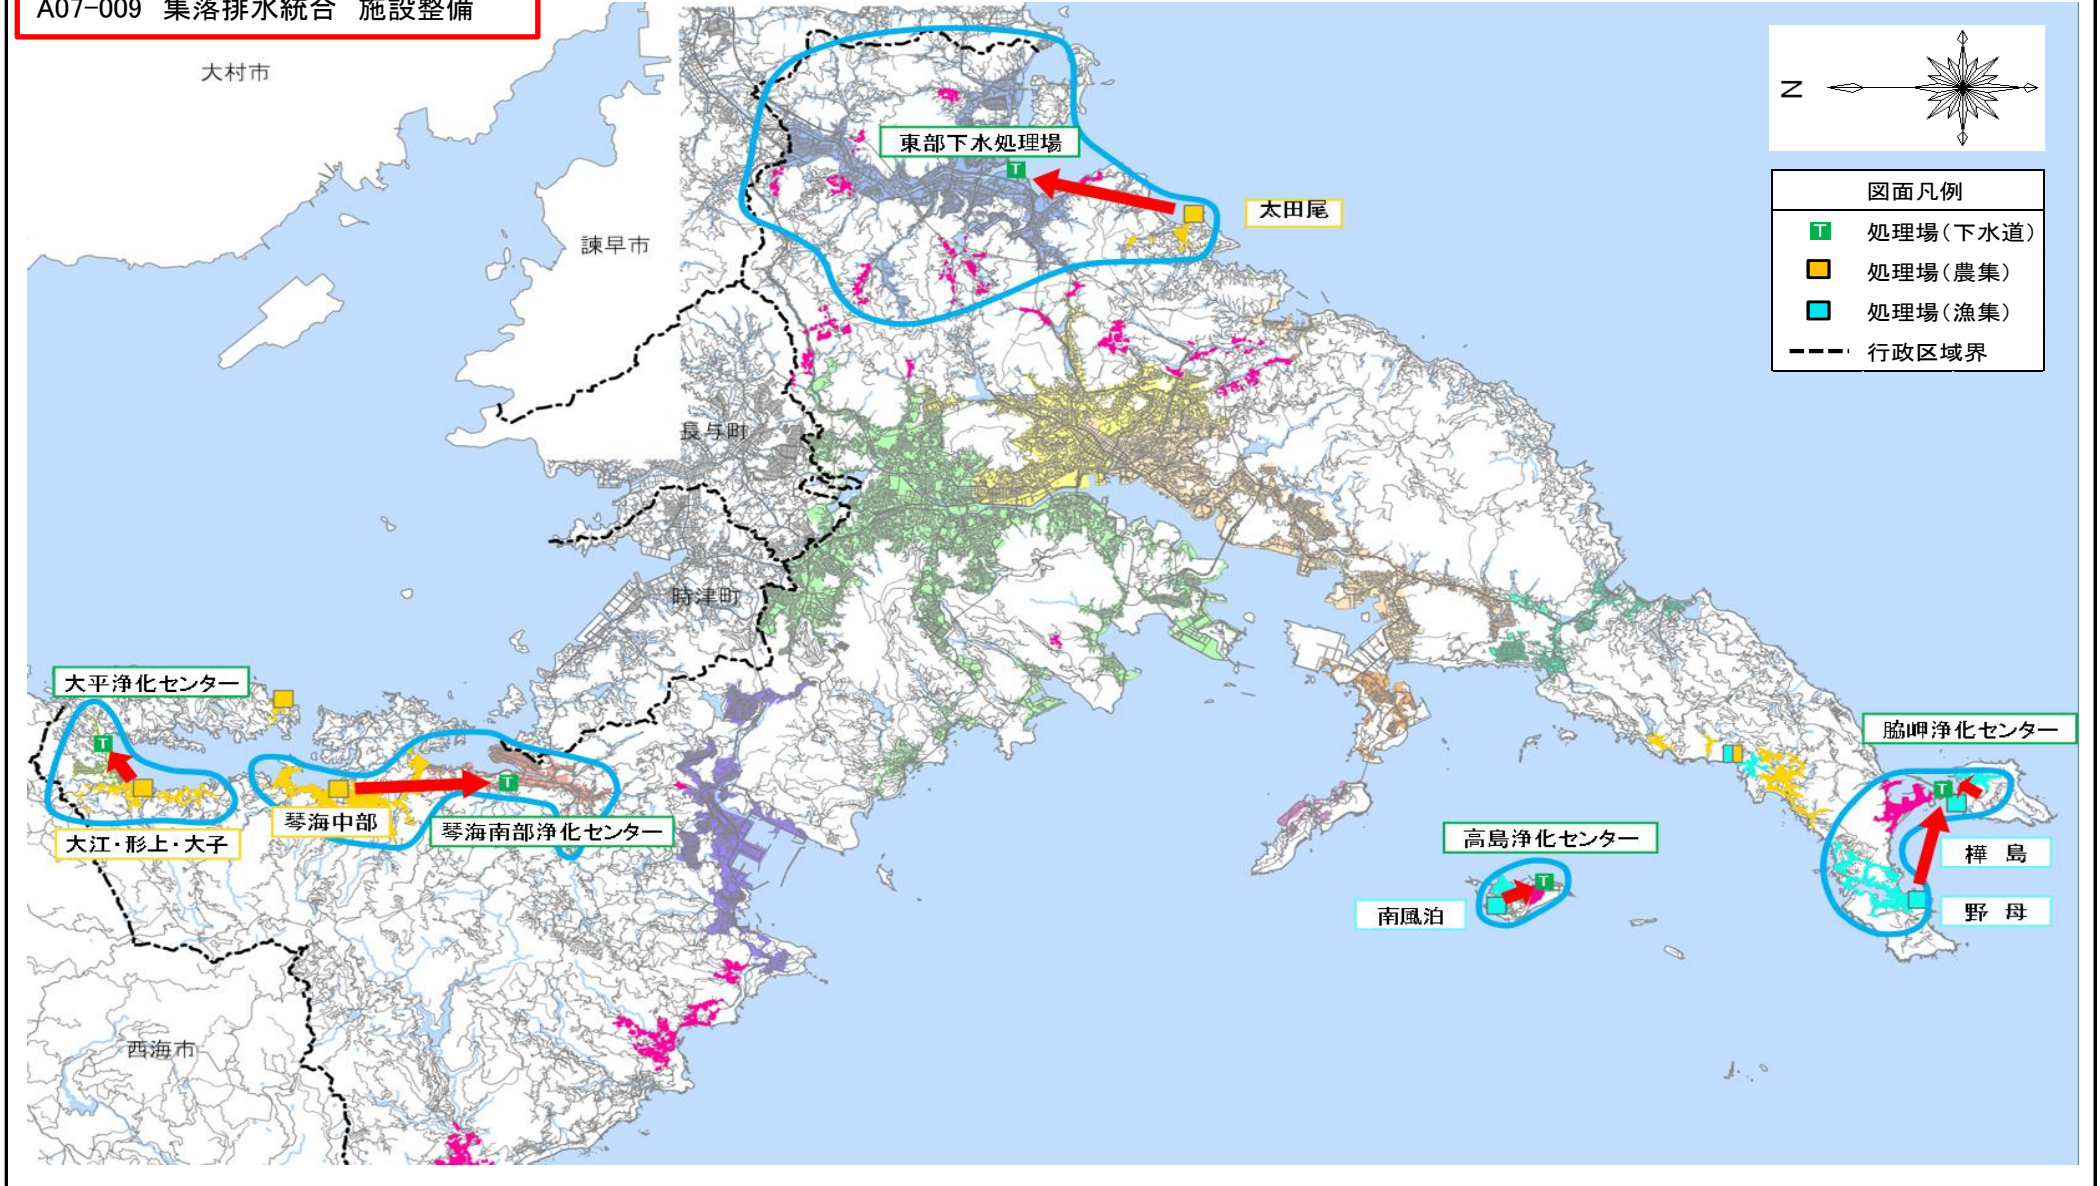 A07-009 集落排水統合 施設整備
大村市
諫早市
長与町
時津町
西海市
東部下水処理場
T
太田尾
N
図面凡例
T 処理場(下水道)
処理場(農集)
処理場(漁集)
行政区域界
大平浄化センター
T
大江・形上・大子
琴海中部
T
琴海南部浄化センター
高島浄化センター
T
南風泊
脇岬浄化センター
T
樺 島
野 母